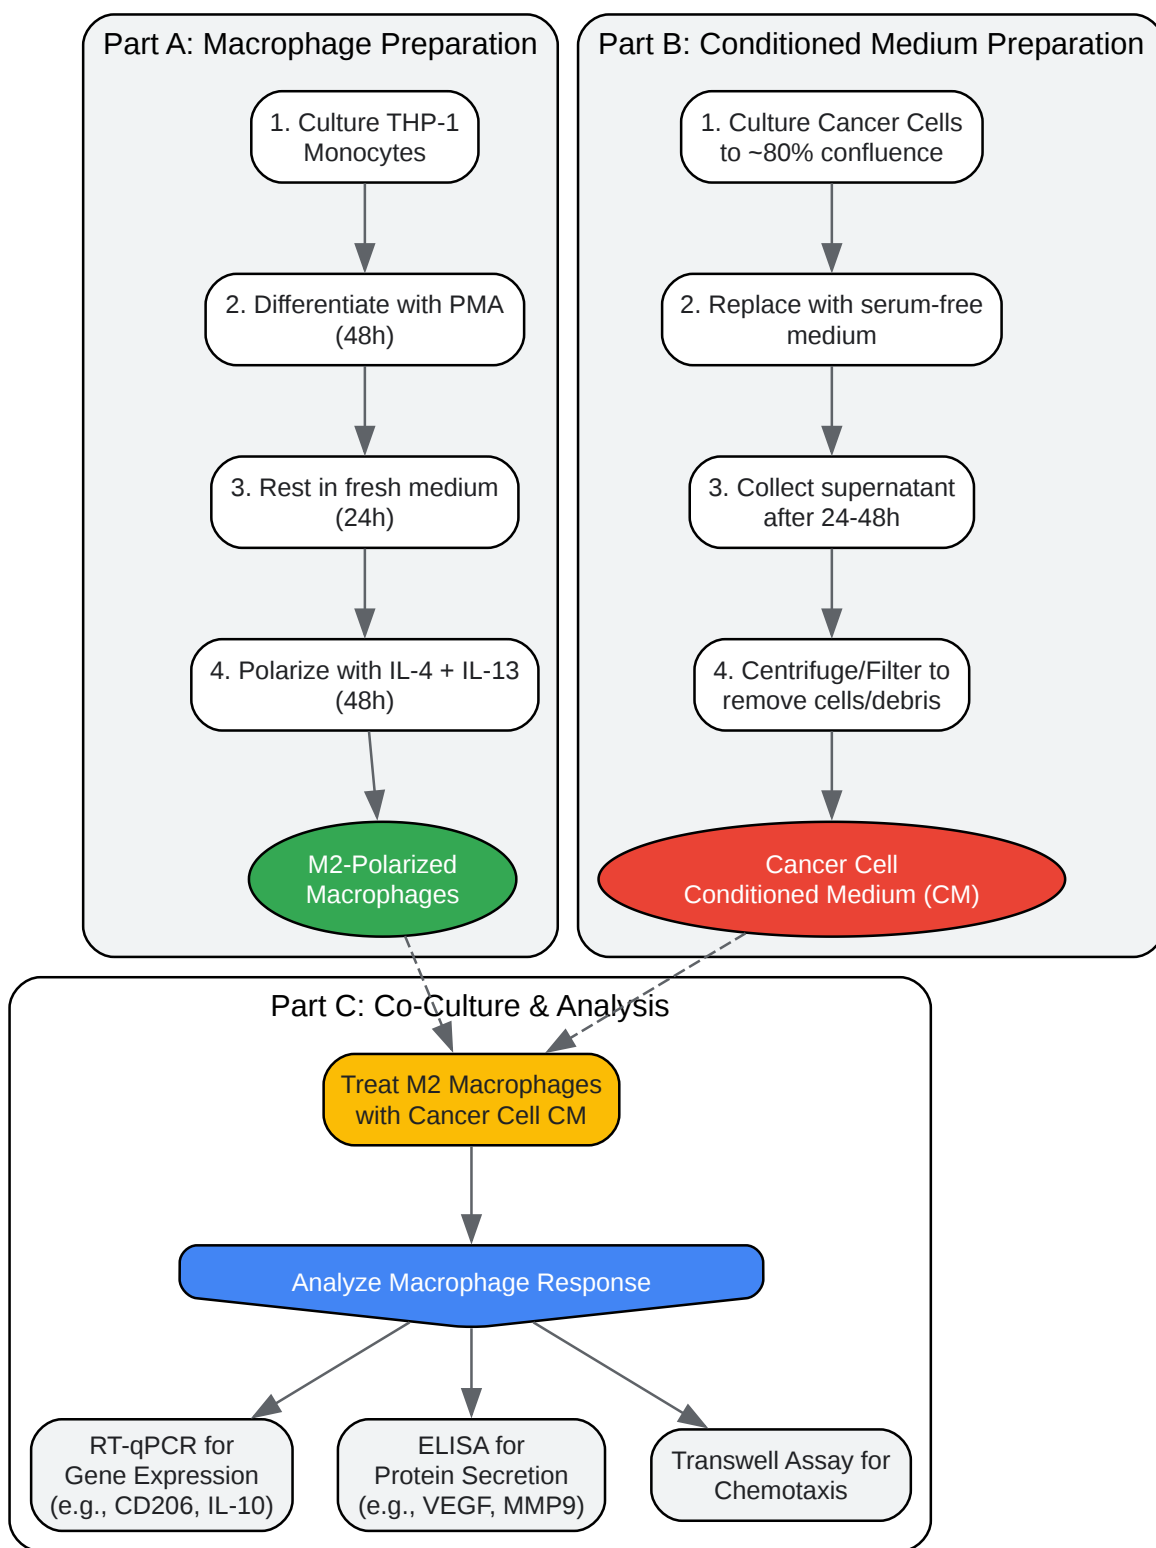 Part A: Macrophage Preparation
1. Culture THP-1
Monocytes
2. Differentiate with PMA
(48h)
3. Rest in fresh medium
(24h)
4. Polarize with IL-4 + IL-13
(48h)
M2-Polarized
Macrophages
Part B: Conditioned Medium Preparation
1. Culture Cancer Cells
to ~80% confluence
2. Replace with serum-free
medium
3. Collect supernatant
after 24-48h
4. Centrifuge/Filter to
remove cells/debris
Cancer Cell
Conditioned Medium (CM)
Part C: Co-Culture & Analysis
Treat M2 Macrophages
with Cancer Cell CM
Analyze Macrophage Response
RT-qPCR for
Gene Expression
(e.g., CD206, IL-10)
ELISA for
Protein Secretion
(e.g., VEGF, MMP9)
Transwell Assay for
Chemotaxis